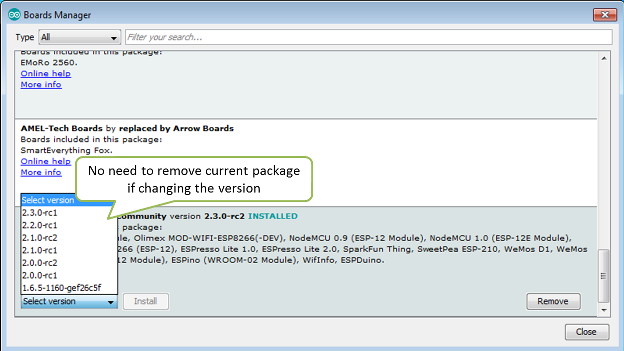 Boards Manager
Type All Filter your search...
Boards included in this package:
EMoRo 2560.
Online help
More info
AMEL-Tech Boards by replaced by Arrow Boards
Boards included in this package:
SmartEverything Fox.
Online help
More info
No need to remove current package
if changing the version
Select version
2.3.0-rc1
2.2.0-rc1
2.1.0-rc2
2.1.0-rc1
2.0.0-rc2
2.0.0-rc1
1.6.5-1160-gef26c5f
ommunity version 2.3.0-rc2 INSTALLED
package:
le, Olimex MOD-WIFI-ESP8266(-DEV), NodeMCU 0.9 (ESP-12 Module), NodeMCU 1.0 (ESP-12E Module),
266 (ESP-12), ESPresso Lite 1.0, ESPresso Lite 2.0, SparkFun Thing, SweetPea ESP-210, WeMos D1, WeMos
, ESPino (WROOM-02 Module), WifInfo, ESPDuino.
Select version Install Remove
Close